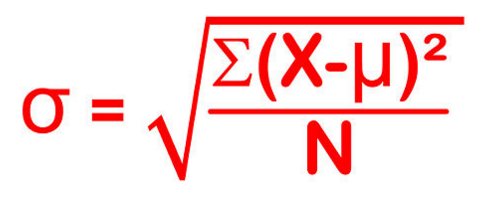 σ = √Σ(X-μ)²
N